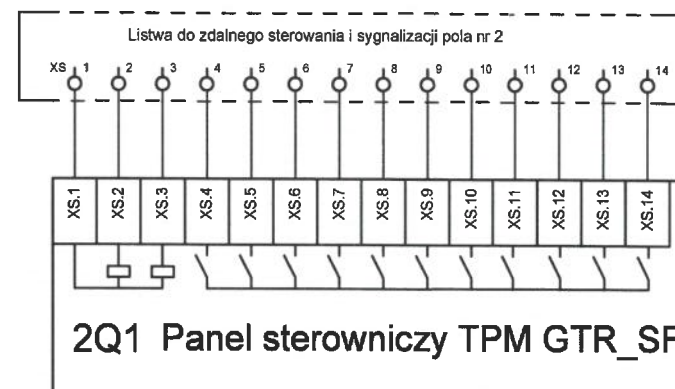 Listwa do zdalnego sterowania i sygnalizacji pola nr 2
XS 1 2 3 4 5 6 7 8 9 10 11 12 13 14
XS.1 XS.2 XS.3 XS.4 XS.5 XS.6 XS.7 XS.8 XS.9 XS.10 XS.11 XS.12 XS.13 XS.14
2Q1 Panel sterowniczy TPM GTR_SF